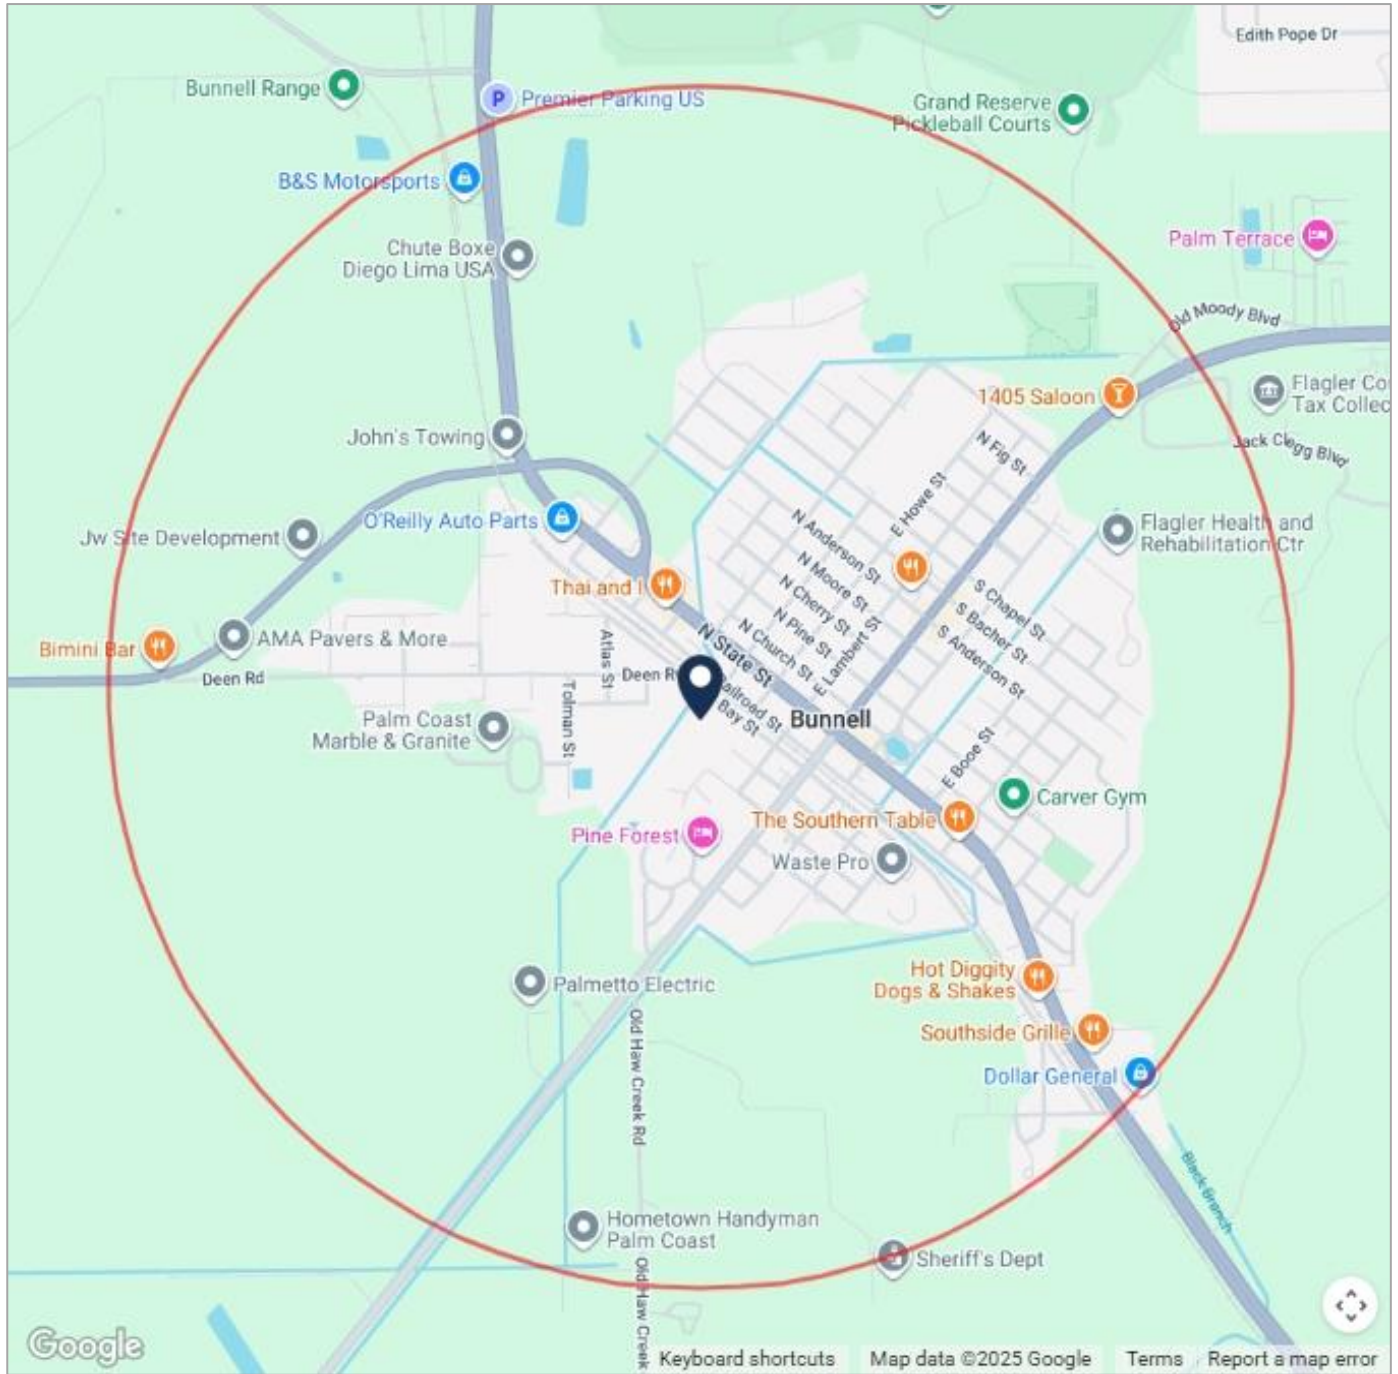 Edith Pope Dr
Bunnell Range
P
Premier Parking US
Grand Reserve
Pickleball Courts
B&S Motorsports
Palm Terrace
Chute Boxe
Diego Lima USA
Old Moody Blvd
1405 Saloon
Flagler Co
Tax Collec
John's Towing
N Fig St
Jack Clegg Blvd
E Howe St
O'Reilly Auto Parts
Jw Site Development
Flagler Health and
Rehabilitation Ctr
N Anderson St
N Moore St
N Cherry St
N Pine St
N Church St
S Chapel St
S Bacher St
S Anderson St
Thai and I
E Lambert St
N State St
Bimini Bar
AMA Pavers & More
Atlas St
Deen Rd
Deen R
Tolman St
ailroad St
Bay St
Bunnell
Palm Coast
Marble & Granite
E Booe St
Carver Gym
The Southern Table
Pine Forest
Waste Pro
Hot Diggity
Dogs & Shakes
Palmetto Electric
Southside Grille
Old Haw Creek Rd
Dollar General
Black Branch
Hometown Handyman
Palm Coast
Sheriff's Dept
Old Haw Creek
Google
Keyboard shortcuts
Map data ©2025 Google
Terms
Report a map error